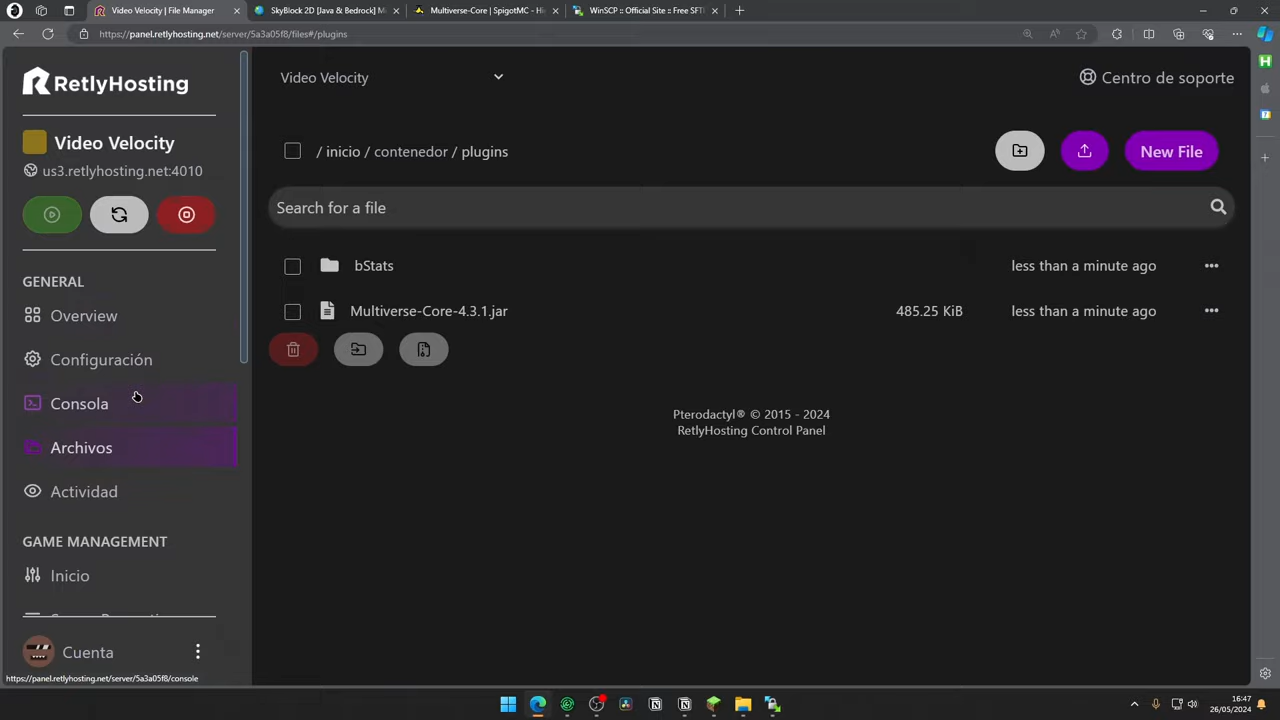 Video Velocity | File Manager
SkyBlock 2D [Java & Bedrock] M
Multiverse-Core | SpigotMC - Hi
WinSCP :: Official Site :: Free SFT
https://panel.retlyhosting.net/server/5a3a05f8/files#/plugins
RetlyHosting
Video Velocity
us3.retlyhosting.net:4010
GENERAL
Overview
Configuración
Consola
Archivos
Actividad
GAME MANAGEMENT
Inicio
Cuenta
https://panel.retlyhosting.net/server/5a3a05f8/console
Video Velocity
Centro de soporte
/ inicio / contenedor / plugins
New File
Search for a file
bStats less than a minute ago
Multiverse-Core-4.3.1.jar 485.25 KiB less than a minute ago
Pterodactyl® © 2015 - 2024
RetlyHosting Control Panel
16:47
26/05/2024